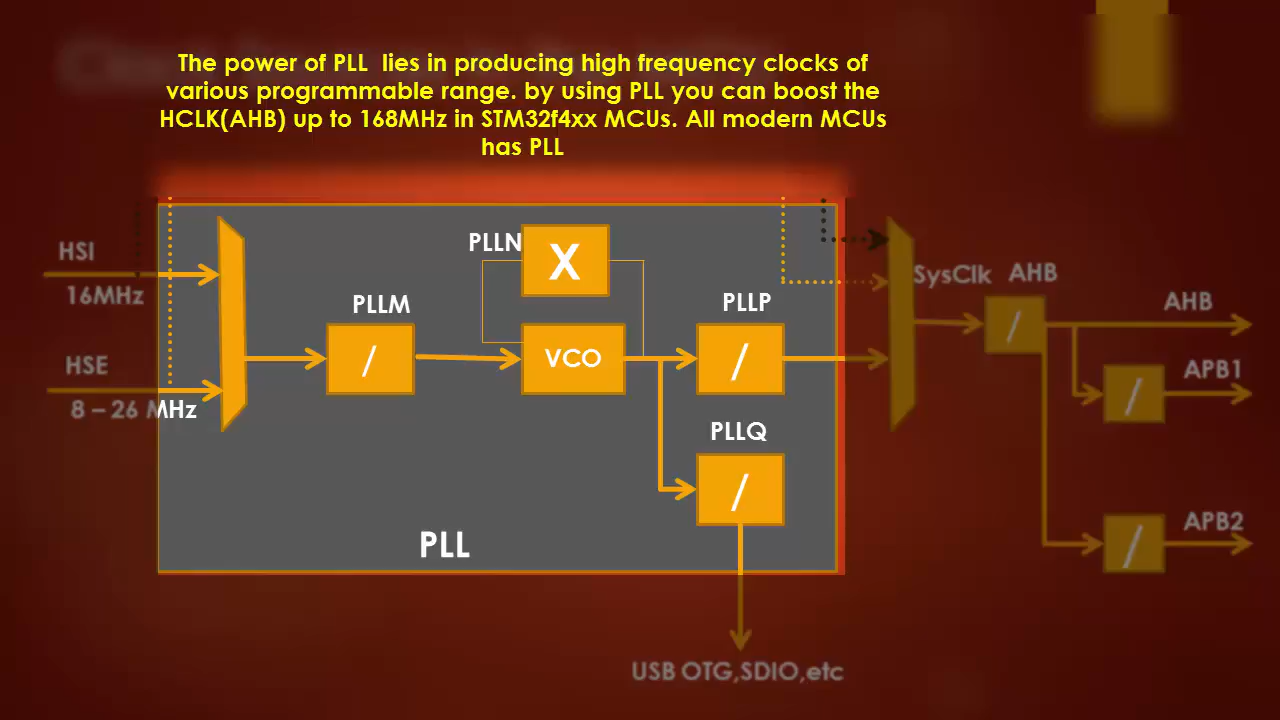 The power of PLL lies in producing high frequency clocks of
various programmable range. by using PLL you can boost the
HCLK(AHB) up to 168MHz in STM32f4xx MCUs. All modern MCUs
has PLL
HSI
16MHz
HSE
8 – 26 MHz
PLLM
/
PLLN
X
VCO
PLLP
/
PLLQ
/
PLL
SysClk
AHB
/
AHB
APB1
/
APB2
/
USB OTG,SDIO,etc